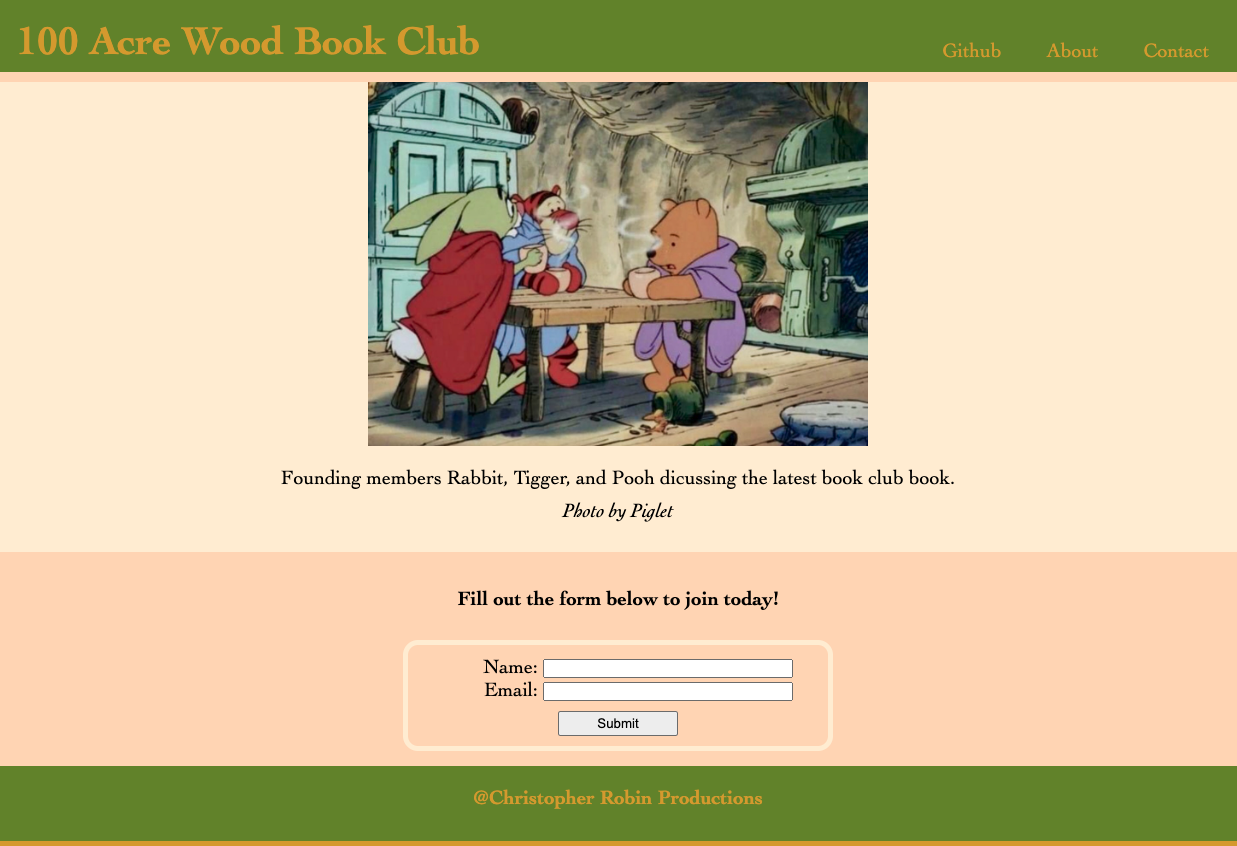 100 Acre Wood Book Club
Github About Contact
Founding members Rabbit, Tigger, and Pooh dicussing the latest book club book.
Photo by Piglet
Fill out the form below to join today!
Name:
Email:
Submit
@Christopher Robin Productions